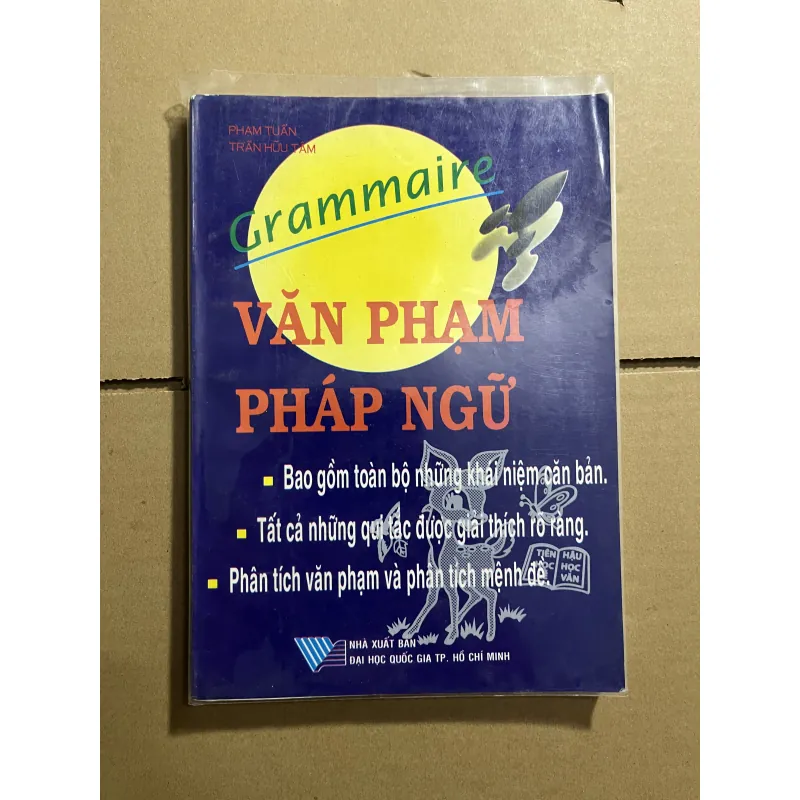 PHẠM TUẤN
TRẦN HỮU TÂM
Grammaire
VĂN PHẠM
PHÁP NGỮ
Bao gồm toàn bộ những khái niệm căn bản.
Tất cả những qui tắc được giải thích rõ ràng.
Phân tích văn phạm và phân tích mệnh đề.
TIÊN HỌC
HẬU HỌC VĂN
NHÀ XUẤT BẢN
ĐẠI HỌC QUỐC GIA TP. HỒ CHÍ MINH